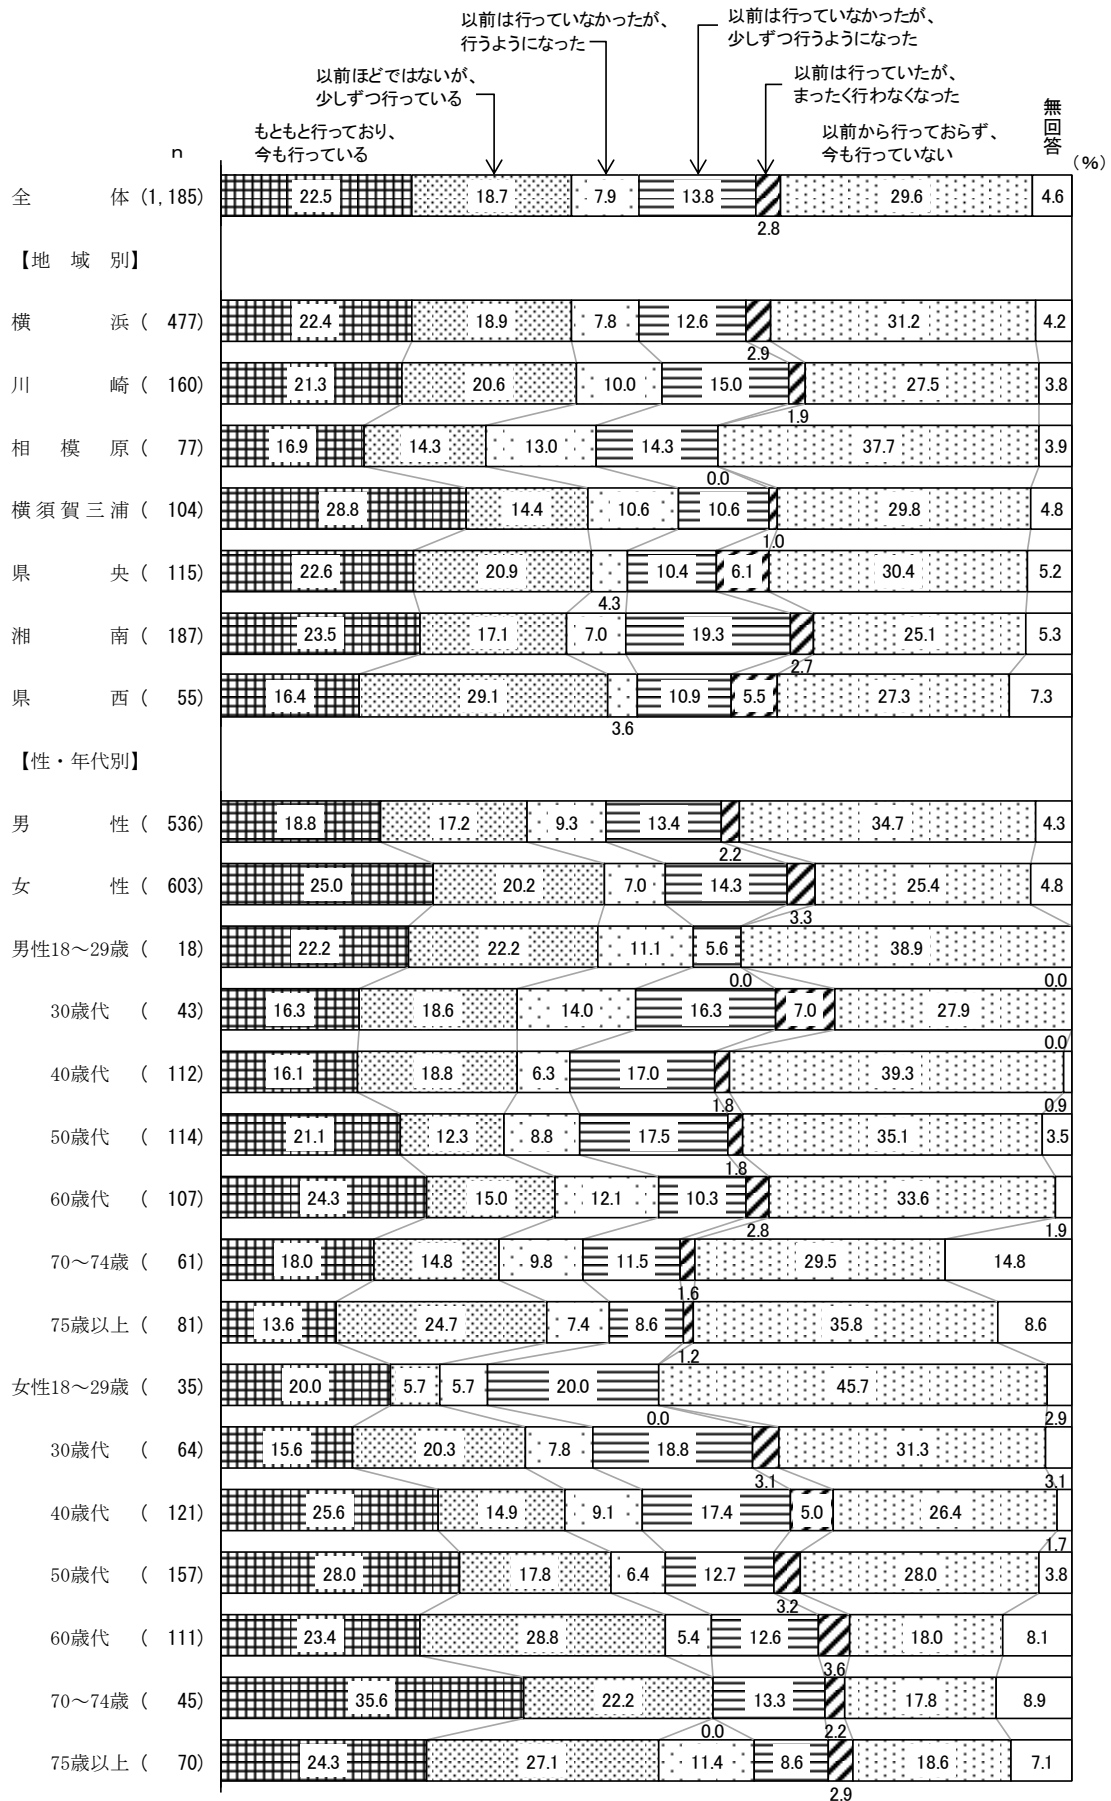 以前は行っていなかったが、
行うようになった
以前は行っていなかったが、
少しずつ行うようになった
以前ほどではないが、
少しずつ行っている
以前は行っていたが、
まったく行わなくなった
もともと行っており、
今も行っている
以前から行っておらず、
今も行っていない
無回答
n
(%)
全体 (1,185) 22.5 18.7 7.9 13.8 29.6 4.6
2.8
【地域別】
横浜 ( 477) 22.4 18.9 7.8 12.6 31.2 4.2
2.9
川崎 ( 160) 21.3 20.6 10.0 15.0 27.5 3.8
1.9
相模原 ( 77) 16.9 14.3 13.0 14.3 37.7 3.9
0.0
横須賀三浦 ( 104) 28.8 14.4 10.6 10.6 29.8 4.8
1.0
県央 ( 115) 22.6 20.9 10.4 6.1 30.4 5.2
4.3
湘南 ( 187) 23.5 17.1 7.0 19.3 25.1 5.3
2.7
県西 ( 55) 16.4 29.1 10.9 5.5 27.3 7.3
3.6
【性・年代別】
男性 ( 536) 18.8 17.2 9.3 13.4 34.7 4.3
2.2
女性 ( 603) 25.0 20.2 7.0 14.3 25.4 4.8
3.3
男性18～29歳 ( 18) 22.2 22.2 11.1 5.6 38.9
0.0 0.0
30歳代 ( 43) 16.3 18.6 14.0 16.3 7.0 27.9
0.0
40歳代 ( 112) 16.1 18.8 6.3 17.0 39.3
1.8 0.9
50歳代 ( 114) 21.1 12.3 8.8 17.5 35.1 3.5
1.8
60歳代 ( 107) 24.3 15.0 12.1 10.3 33.6
2.8 1.9
70～74歳 ( 61) 18.0 14.8 9.8 11.5 29.5 14.8
1.6
75歳以上 ( 81) 13.6 24.7 7.4 8.6 35.8 8.6
1.2
女性18～29歳 ( 35) 20.0 5.7 5.7 20.0 45.7
0.0 2.9
30歳代 ( 64) 15.6 20.3 7.8 18.8 31.3
3.1 3.1
40歳代 ( 121) 25.6 14.9 9.1 17.4 5.0 26.4
1.7
50歳代 ( 157) 28.0 17.8 6.4 12.7 28.0 3.8
3.2
60歳代 ( 111) 23.4 28.8 5.4 12.6 18.0 8.1
3.6
70～74歳 ( 45) 35.6 22.2 13.3 17.8 8.9
0.0 2.2
75歳以上 ( 70) 24.3 27.1 11.4 8.6 18.6 7.1
2.9